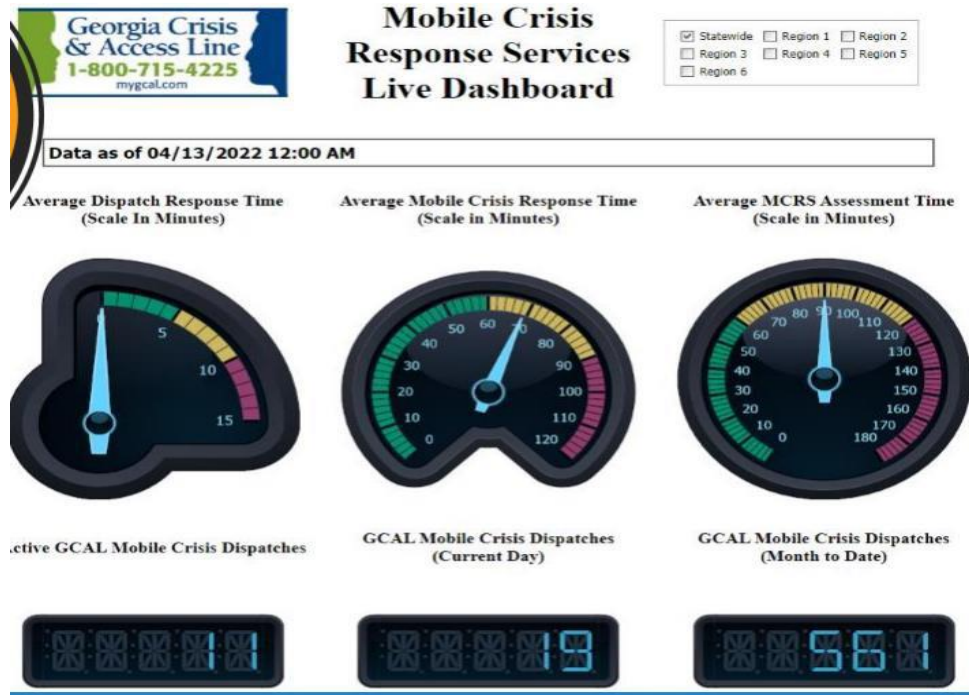 Georgia Crisis
& Access Line
1-800-715-4225
mygcal.com
Mobile Crisis
Response Services
Live Dashboard
Statewide Region 1 Region 2
Region 3 Region 4 Region 5
Region 6
Data as of 04/13/2022 12:00 AM
Average Dispatch Response Time
(Scale In Minutes)
0
5
10
15
Average Mobile Crisis Response Time
(Scale in Minutes)
0
10
20
30
40
50
60
70
80
90
100
110
120
Average MCRS Assessment Time
(Scale in Minutes)
0
10
20
30
40
50
60
70
80
90
100
110
120
130
140
150
160
170
180
ctive GCAL Mobile Crisis Dispatches
11
GCAL Mobile Crisis Dispatches
(Current Day)
19
GCAL Mobile Crisis Dispatches
(Month to Date)
561